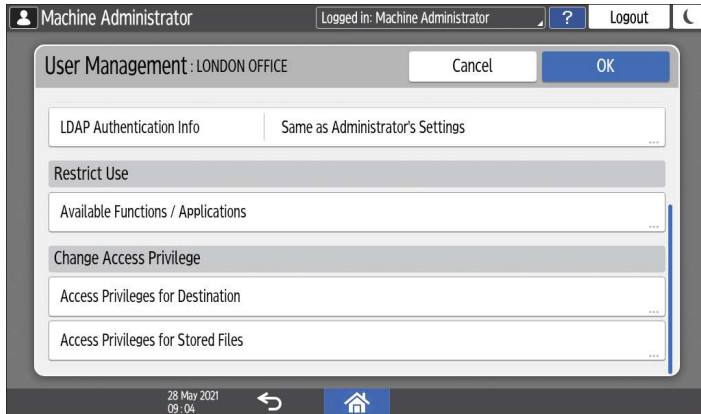 Machine Administrator
Logged in: Machine Administrator
?
Logout
User Management : LONDON OFFICE
Cancel
OK
LDAP Authentication Info
Same as Administrator's Settings
...
Restrict Use
Available Functions / Applications
...
Change Access Privilege
Access Privileges for Destination
...
Access Privileges for Stored Files
...
28 May 2021
09:04